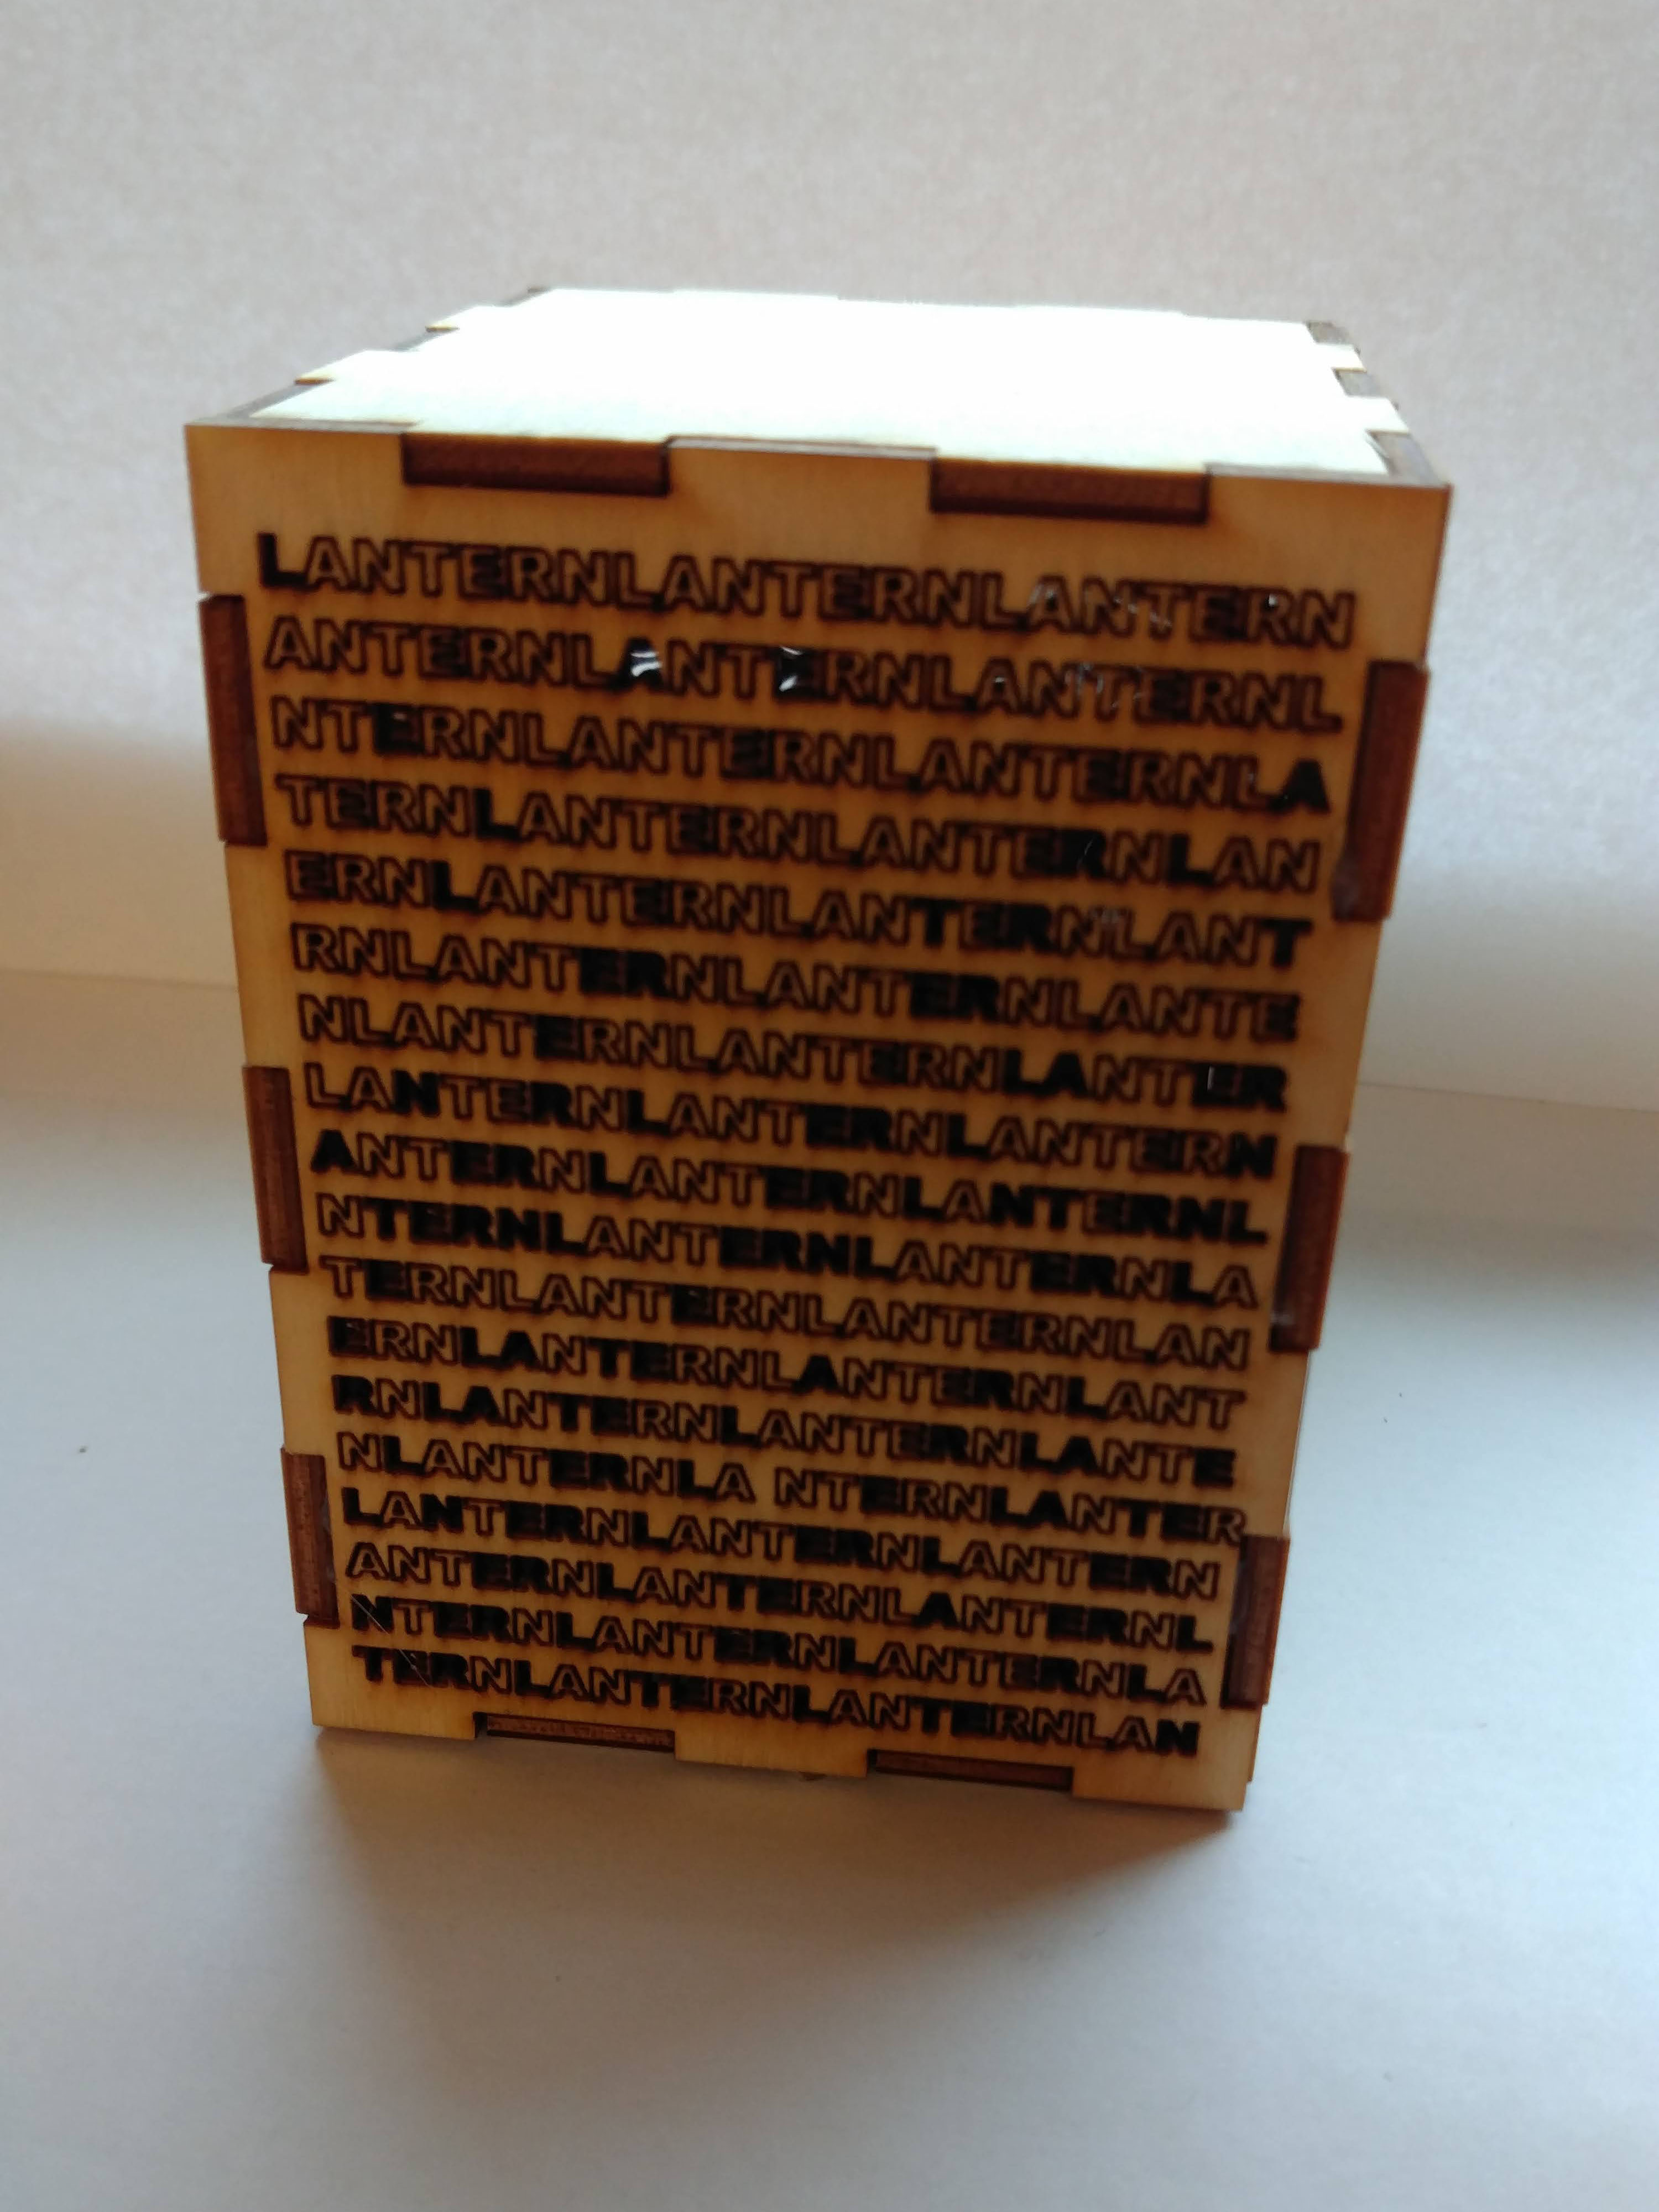 LANTERNLANTERNLANTERN
ANTERNLANTERNLANTERNL
NTERNLANTERNLANTERNLA
TERNLANTERNLANTERNLAN
ERNLANTERNLANTERNLANT
RNLANTERNLANTERNLANTE
NLANTERNLANTERNLANTER
LANTERNLANTERNLANTERN
ANTERNLANTERNLANTERNL
NTERNLANTERNLANTERNLA
TERNLANTERNLANTERNLAN
ERNLANTERNLANTERNLANT
RNLANTERNLANTERNLANTE
NLANTERNLA NTERNLANTER
LANTERNLANTERNLANTERN
ANTERNLANTERNLANTERNL
NTERNLANTERNLANTERNLA
TERNLANTERNLANTERNLAN